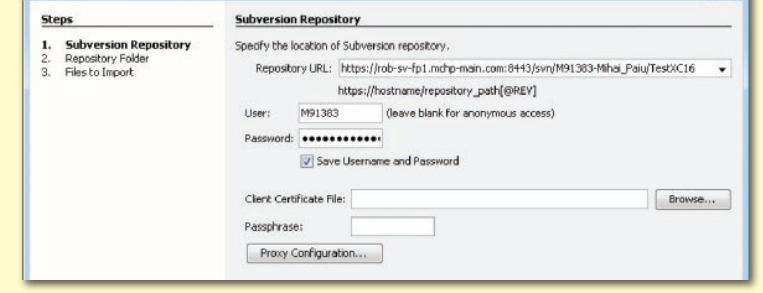 Steps
1. Subversion Repository
2. Repository Folder
3. Files to Import
Subversion Repository
Specify the location of Subversion repository.
Repository URL: https://rob-sv-fp1.mchp-main.com:8443/svn/M91383-Mihai_Paiu/TestXC16
https://hostname/repository_path[@REV]
User: M91383 (leave blank for anonymous access)
Password: ●●●●●●●●●●●●
Save Username and Password
Client Certificate File: Browse...
Passphrase:
Proxy Configuration...